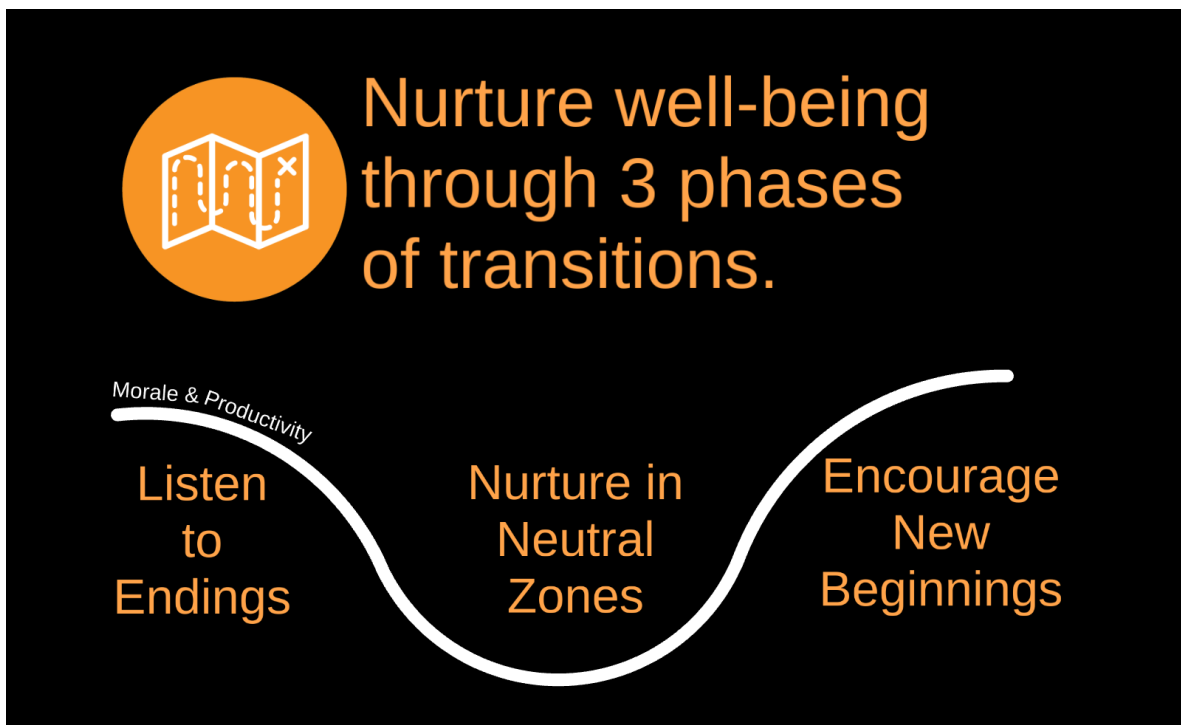 Nurture well-being
through 3 phases
of transitions.
Morale & Productivity
Listen
to
Endings
Nurture in
Neutral
Zones
Encourage
New
Beginnings